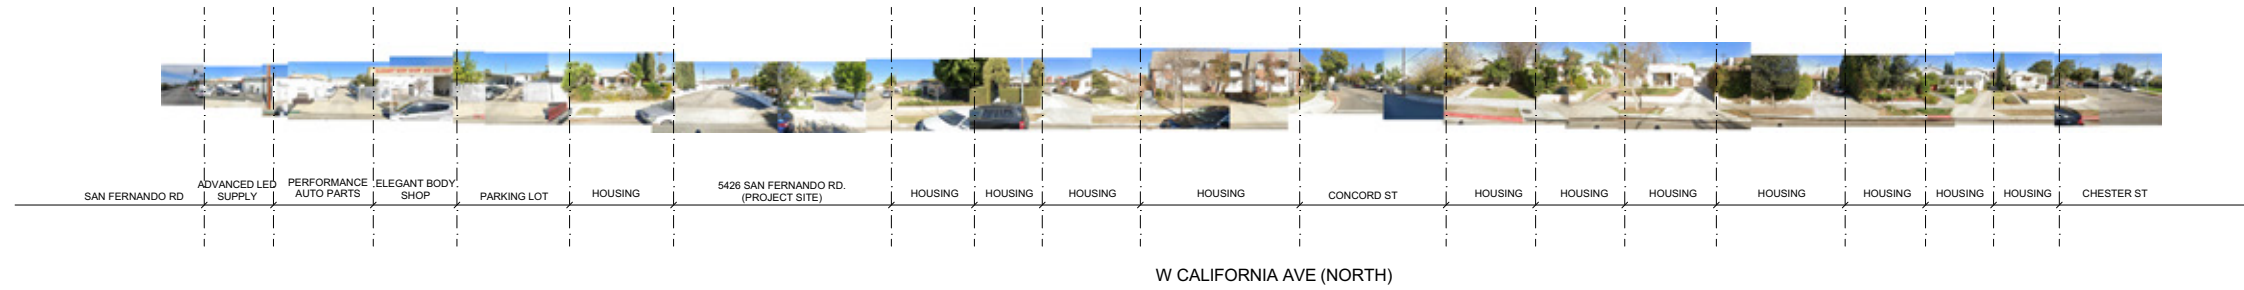 SAN FERNANDO RD
ADVANCED LED
SUPPLY
PERFORMANCE
AUTO PARTS
ELEGANT BODY
SHOP
PARKING LOT
HOUSING
5426 SAN FERNANDO RD.
(PROJECT SITE)
HOUSING
HOUSING
HOUSING
HOUSING
CONCORD ST
HOUSING
HOUSING
HOUSING
HOUSING
HOUSING
HOUSING
HOUSING
CHESTER ST
W CALIFORNIA AVE (NORTH)